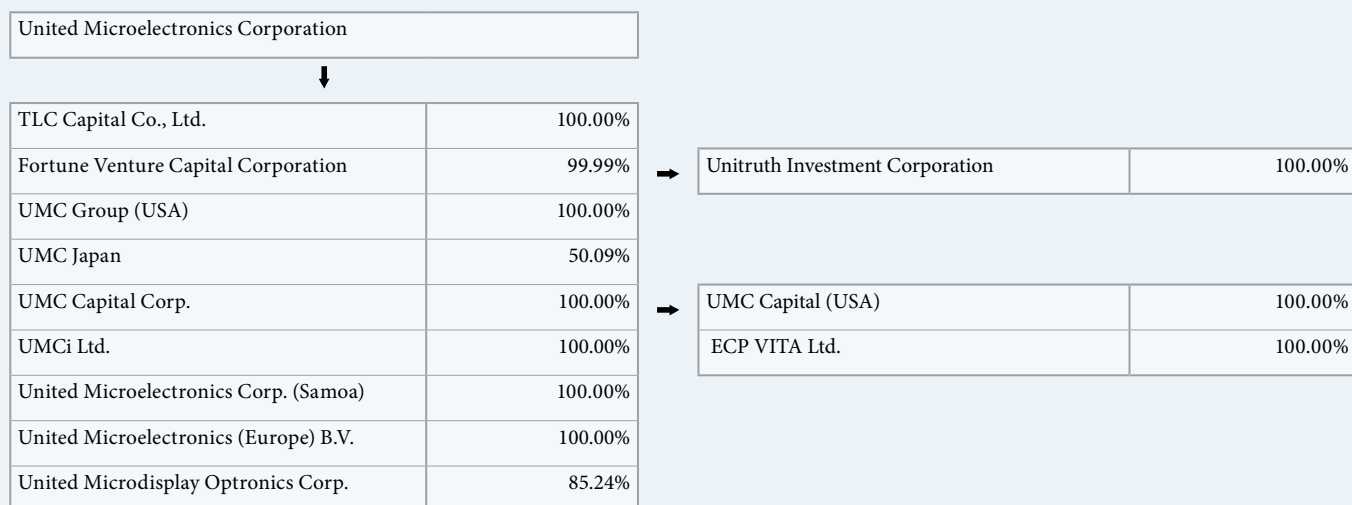 United Microelectronics Corporation
TLC Capital Co., Ltd. 100.00%
Fortune Venture Capital Corporation 99.99% Unitruth Investment Corporation 100.00%
UMC Group (USA) 100.00%
UMC Japan 50.09%
UMC Capital Corp. 100.00% UMC Capital (USA) 100.00%
UMCi Ltd. 100.00% ECP VITA Ltd. 100.00%
United Microelectronics Corp. (Samoa) 100.00%
United Microelectronics (Europe) B.V. 100.00%
United Microdisplay Optronics Corp. 85.24%